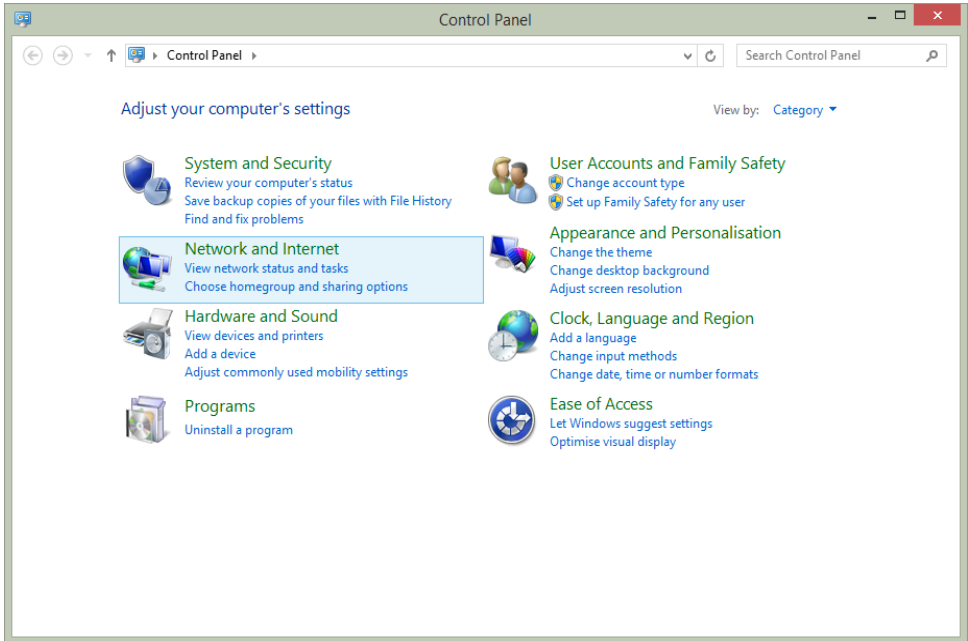 Control Panel
Control Panel
Search Control Panel
Adjust your computer's settings
View by: Category
System and Security
Review your computer's status
Save backup copies of your files with File History
Find and fix problems
Network and Internet
View network status and tasks
Choose homegroup and sharing options
Hardware and Sound
View devices and printers
Add a device
Adjust commonly used mobility settings
Programs
Uninstall a program
User Accounts and Family Safety
Change account type
Set up Family Safety for any user
Appearance and Personalisation
Change the theme
Change desktop background
Adjust screen resolution
Clock, Language and Region
Add a language
Change input methods
Change date, time or number formats
Ease of Access
Let Windows suggest settings
Optimise visual display